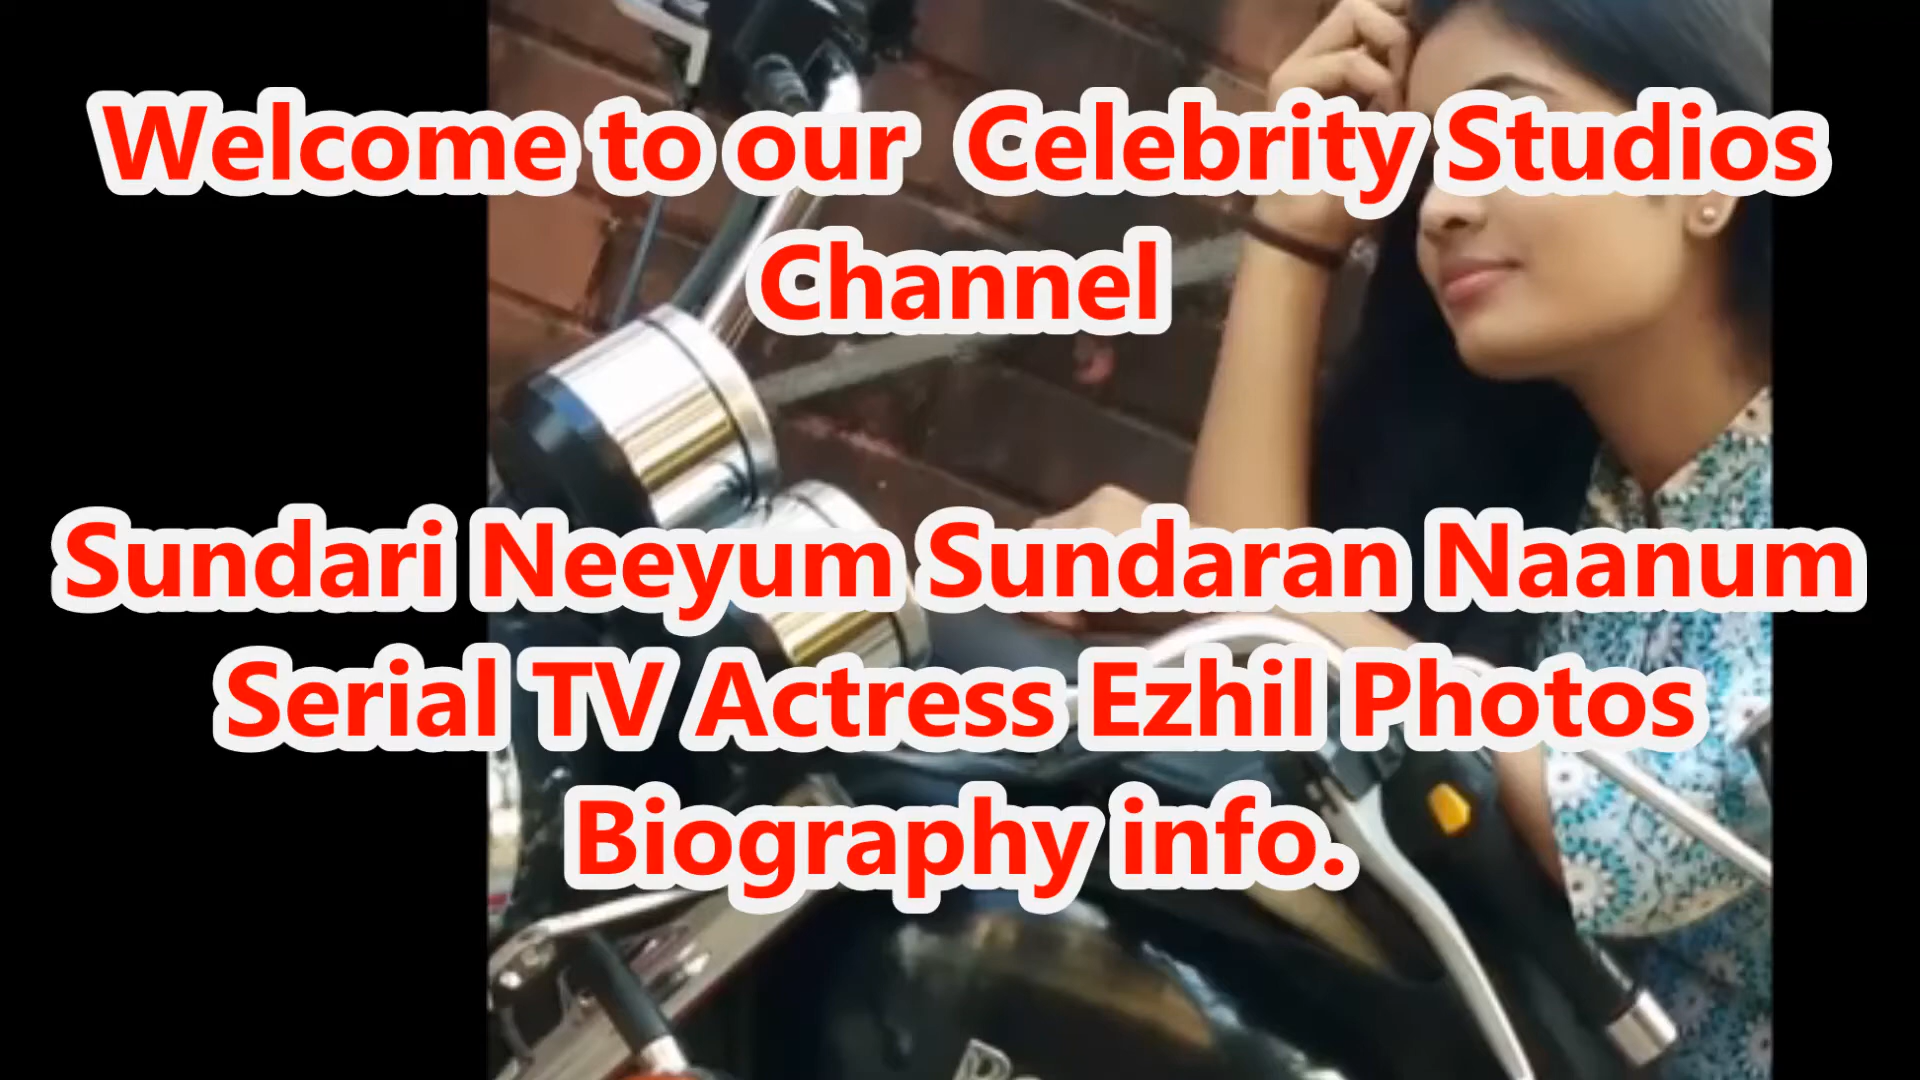 Welcome to our Celebrity Studios
Channel
Sundari Neeyum Sundaran Naanum
Serial TV Actress Ezhil Photos
Biography info.